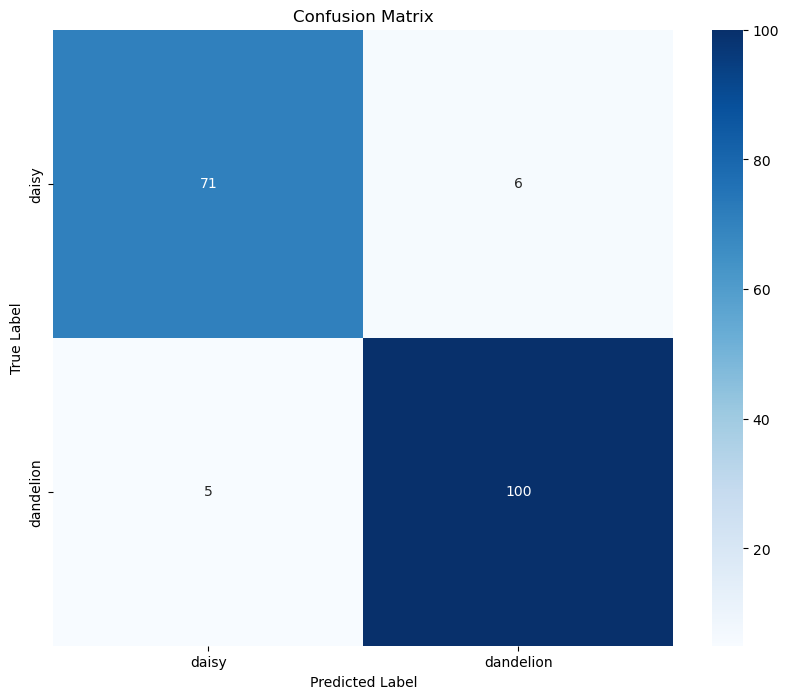 Confusion Matrix
True Label
daisy
71
6
dandelion
5
100
daisy
dandelion
Predicted Label
100
80
60
40
20